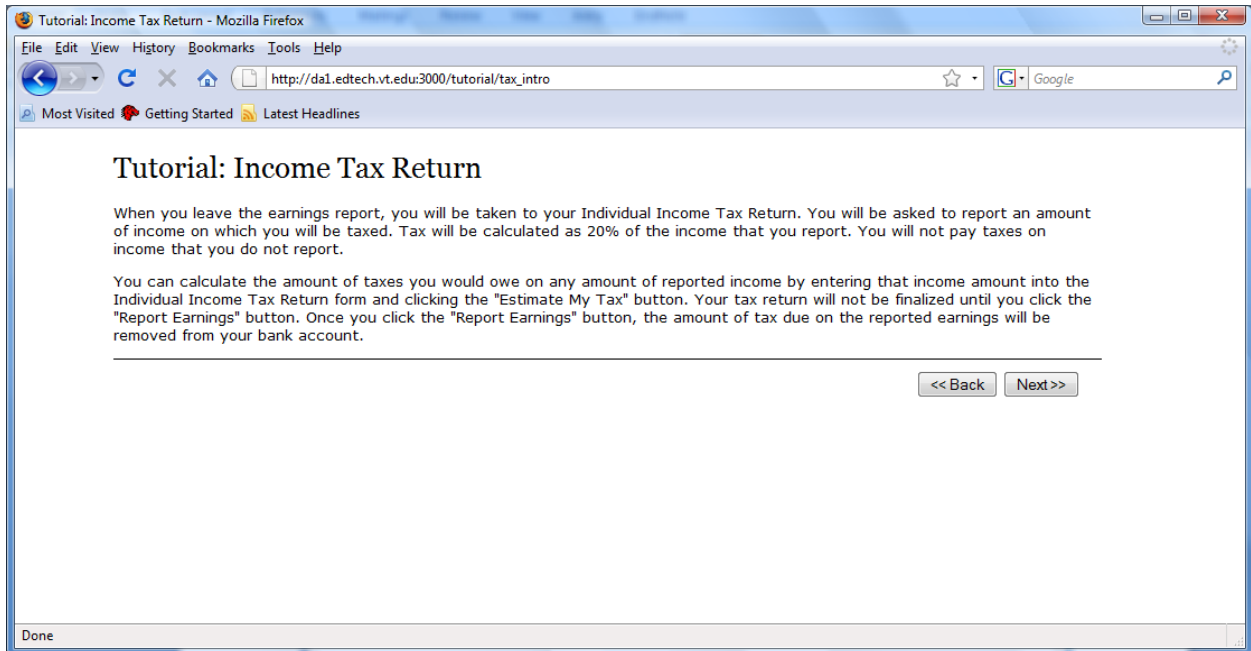 Tutorial: Income Tax Return - Mozilla Firefox
File Edit View History Bookmarks Tools Help
http://da1.edtech.vt.edu:3000/tutorial/tax_intro
G Google
Most Visited Getting Started Latest Headlines
Tutorial: Income Tax Return
When you leave the earnings report, you will be taken to your Individual Income Tax Return. You will be asked to report an amount
of income on which you will be taxed. Tax will be calculated as 20% of the income that you report. You will not pay taxes on
income that you do not report.
You can calculate the amount of taxes you would owe on any amount of reported income by entering that income amount into the
Individual Income Tax Return form and clicking the "Estimate My Tax" button. Your tax return will not be finalized until you click the
"Report Earnings" button. Once you click the "Report Earnings" button, the amount of tax due on the reported earnings will be
removed from your bank account.
<< Back Next >>
Done